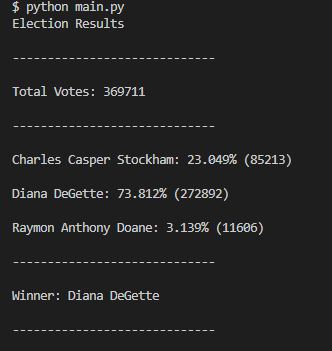 $ python main.py
Election Results
-----------------------------
Total Votes: 369711
-----------------------------
Charles Casper Stockham: 23.049% (85213)
Diana DeGette: 73.812% (272892)
Raymon Anthony Doane: 3.139% (11606)
-----------------------------
Winner: Diana DeGette
-----------------------------